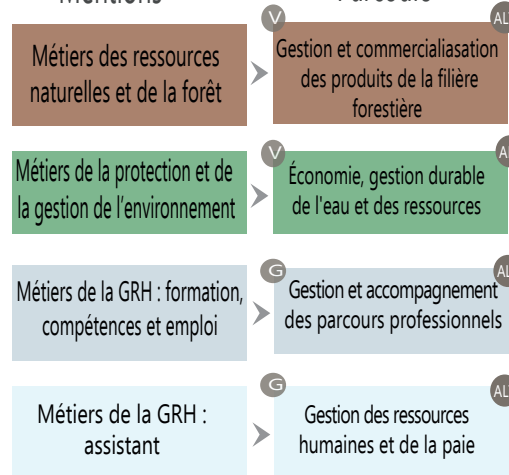 Mentions
Parcours
V
ALT
Métiers des ressources
naturelles et de la forêt
Gestion et commercialiasation
des produits de la filière
forestière
V
AL
Métiers de la protection et de
la gestion de l'environnement
Économie, gestion durable
de l'eau et des ressources
G
AL
Métiers de la GRH : formation,
compétences et emploi
Gestion et accompagnement
des parcours professionnels
G
ALT
Métiers de la GRH :
assistant
Gestion des ressources
humaines et de la paie